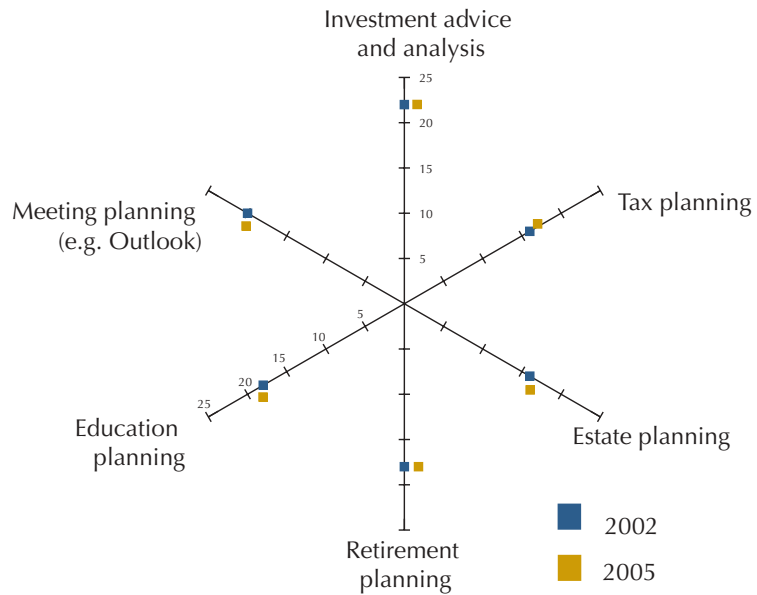 Investment advice
and analysis
25
20
15
10
5
Meeting planning
(e.g. Outlook)
Tax planning
5
10
15
20
25
Education
planning
Estate planning
Retirement
planning
2002
2005